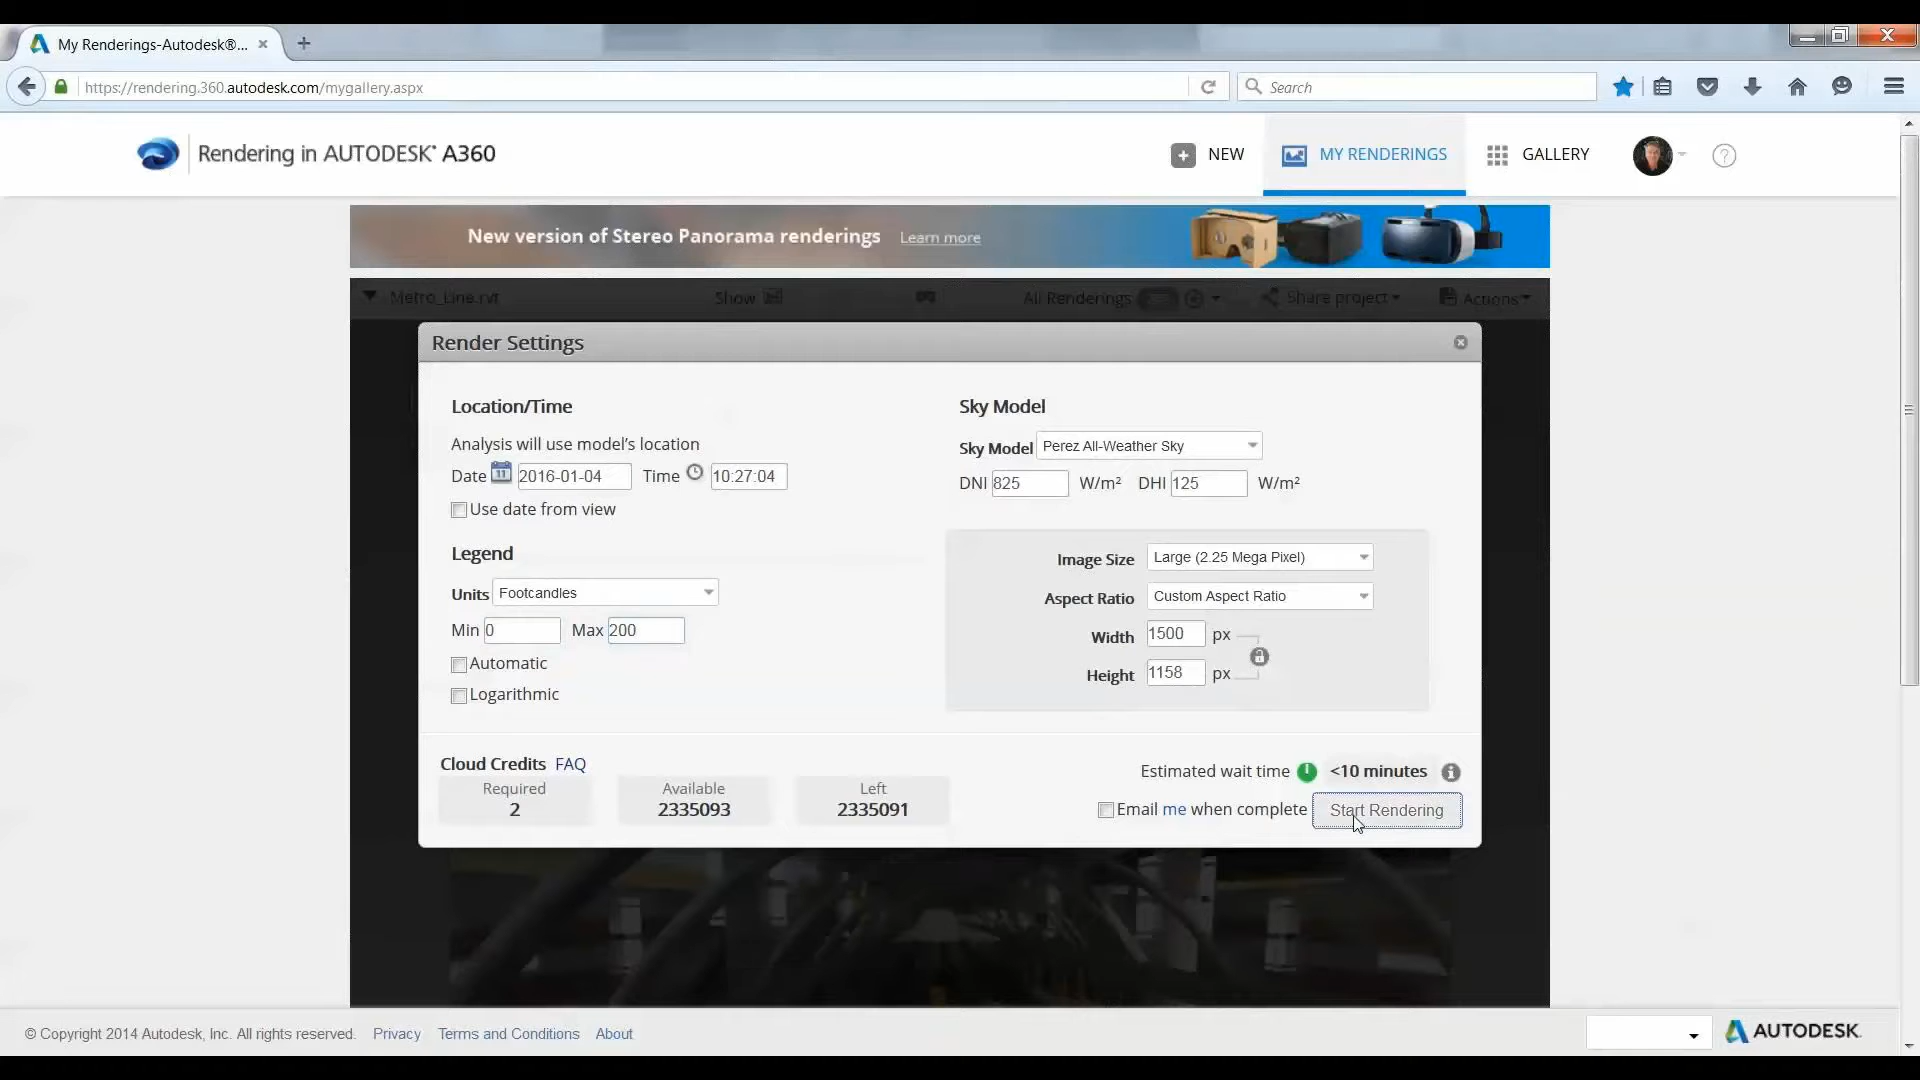 My Renderings-Autodesk®...
https://rendering.360.autodesk.com/mygallery.aspx
Search
Rendering in AUTODESK® A360
NEW
MY RENDERINGS
GALLERY
New version of Stereo Panorama renderings Learn more
Metro_Line.rvt Show All Renderings Share project Actions
Render Settings
Location/Time
Analysis will use model's location
Date 11 2016-01-04 Time 10:27:04
Use date from view
Legend
Units Footcandles
Min 0 Max 200
Automatic
Logarithmic
Sky Model
Sky Model Perez All-Weather Sky
DNI 825 W/m² DHI 125 W/m²
Image Size Large (2.25 Mega Pixel)
Aspect Ratio Custom Aspect Ratio
Width 1500 px
Height 1158 px
Cloud Credits FAQ
Required
2
Available
2335093
Left
2335091
Estimated wait time <10 minutes
Email me when complete Start Rendering
© Copyright 2014 Autodesk, Inc. All rights reserved. Privacy Terms and Conditions About
AUTODESK.